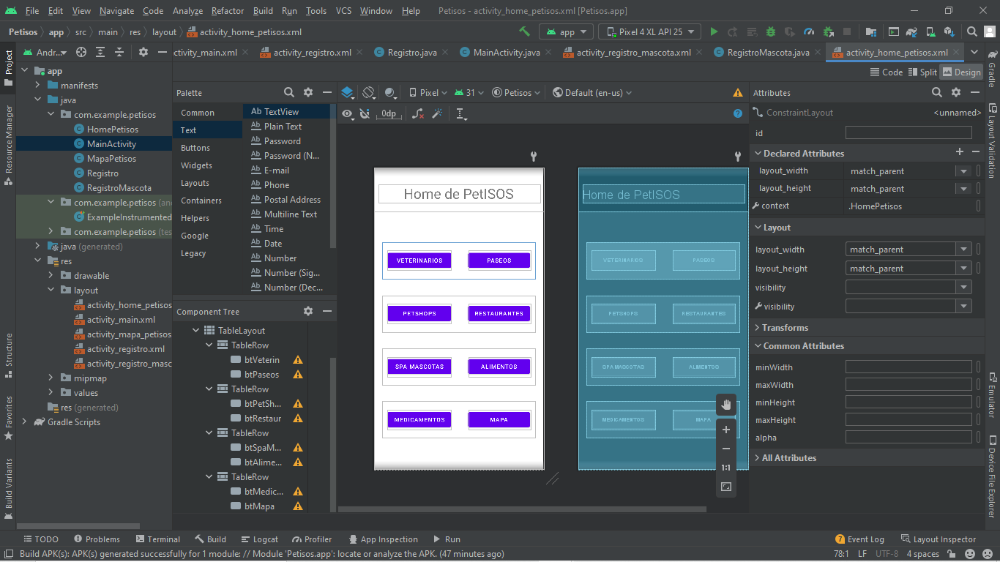 File Edit View Navigate Code Analyze Refactor Build Run Tools VCS Window Help Petisos - activity_home_petisos.xml [Petisos.app]
Petisos app src main res layout activity_home_petisos.xml app Pixel 4 XL API 25
Project
Resource Manager
Structure
Favorites
Build Variants
Andr...
ctivity_main.xml activity_registro.xml Registro.java MainActivity.java activity_registro_mascota.xml RegistroMascota.java activity_home_petisos.xml
Code Split Design
app
manifests
java
com.example.petisos
HomePetisos
MainActivity
MapaPetisos
Registro
RegistroMascota
com.example.petisos (an
ExampleInstrumented
com.example.petisos (tes
java (generated)
res
drawable
layout
activity_home_petisos
activity_main.xml
activity_mapa_petisos
activity_registro.xml
activity_registro_masc
mipmap
values
res (generated)
Gradle Scripts
Palette
Common
Text
Buttons
Widgets
Layouts
Containers
Helpers
Google
Legacy
Ab TextView
Ab Plain Text
Ab Password
Ab Password (N...
Ab E-mail
Ab Phone
Ab Postal Address
Ab Multiline Text
Ab Time
Ab Date
Ab Number
Ab Number (Sig...
Ab Number (Dec...
Component Tree
TableLayout
TableRow
btVeterin
btPaseos
TableRow
btPetSh...
btRestaur
TableRow
btSpaM...
btAlime...
TableRow
btMedic...
btMapa
Pixel 31 Petisos Default (en-us)
0dp
Home de PetISOS
VETERINARIOS PASEOS
PETSHOPS RESTAURANTES
SPA MASCOTAS ALIMENTOS
MEDICAMENTOS MAPA
Home de PetISOS
VETERINARIOS PASEOS
PETSHOPS RESTAURANTES
SPA MASCOTAS ALIMENTOS
MEDICAMENTOS MAPA
1:1
Attributes
ConstraintLayout <unnamed>
id
Declared Attributes
layout_width match_parent
layout_height match_parent
context .HomePetisos
Layout
layout_width match_parent
layout_height match_parent
visibility
visibility
Transforms
Common Attributes
minWidth
maxWidth
minHeight
maxHeight
alpha
All Attributes
Gradle
Layout Validation
Emulator
Device File Explorer
TODO Problems Terminal Build Logcat Profiler App Inspection Run 7 Event Log Layout Inspector
Build APK(s): APK(s) generated successfully for 1 module: // Module 'Petisos.app': locate or analyze the APK. (47 minutes ago) 78:1 LF UTF-8 4 spaces